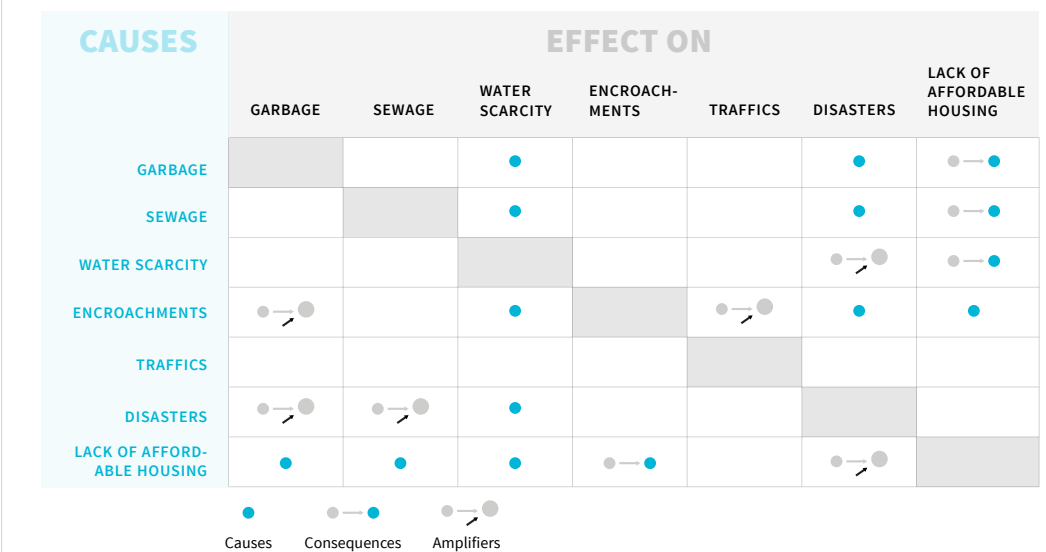 CAUSES
EFFECT ON
GARBAGE
SEWAGE
WATER
SCARCITY
ENCROACH-
MENTS
TRAFFICS
DISASTERS
LACK OF
AFFORDABLE
HOUSING
GARBAGE
SEWAGE
WATER SCARCITY
ENCROACHMENTS
TRAFFICS
DISASTERS
LACK OF AFFORD-
ABLE HOUSING
Causes
Consequences
Amplifiers